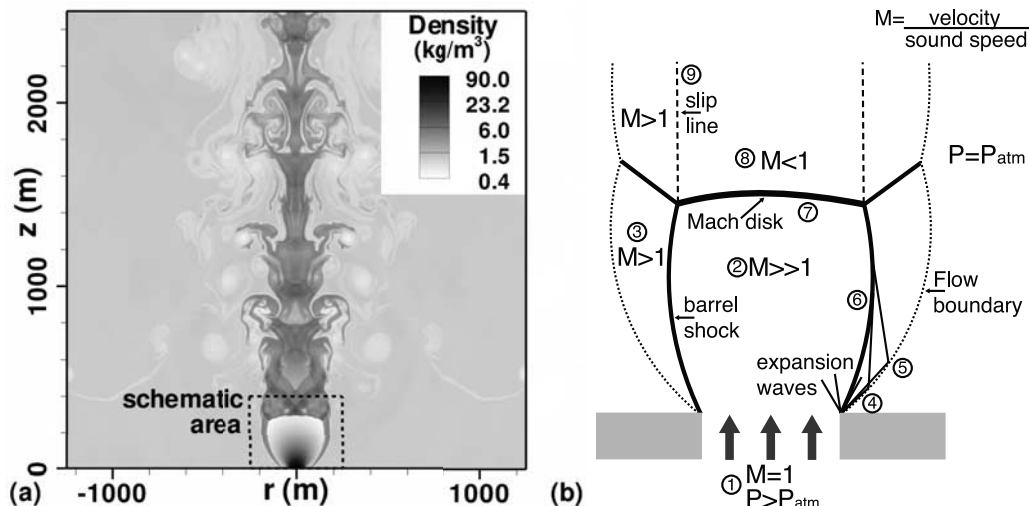 Density
(kg/m³)
90.0
23.2
6.0
1.5
0.4
2000
1000
0
z (m)
schematic
area
-1000
r (m)
1000
(a)
M= velocity
sound speed
⑨
slip
line
M>1
⑧ M<1
P=Patm
Mach disk
⑦
③
M>1
② M>>1
⑥
Flow
boundary
barrel
shock
expansion
waves
⑤
④
① M=1
P>Patm
(b)